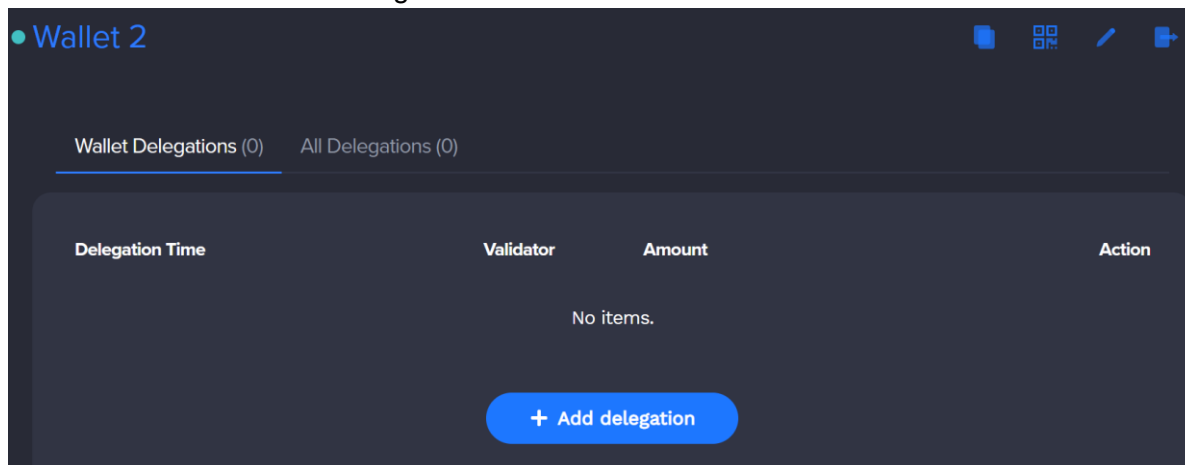 Wallet 2
Wallet Delegations (0) All Delegations (0)
Delegation Time Validator Amount Action
No items.
+ Add delegation